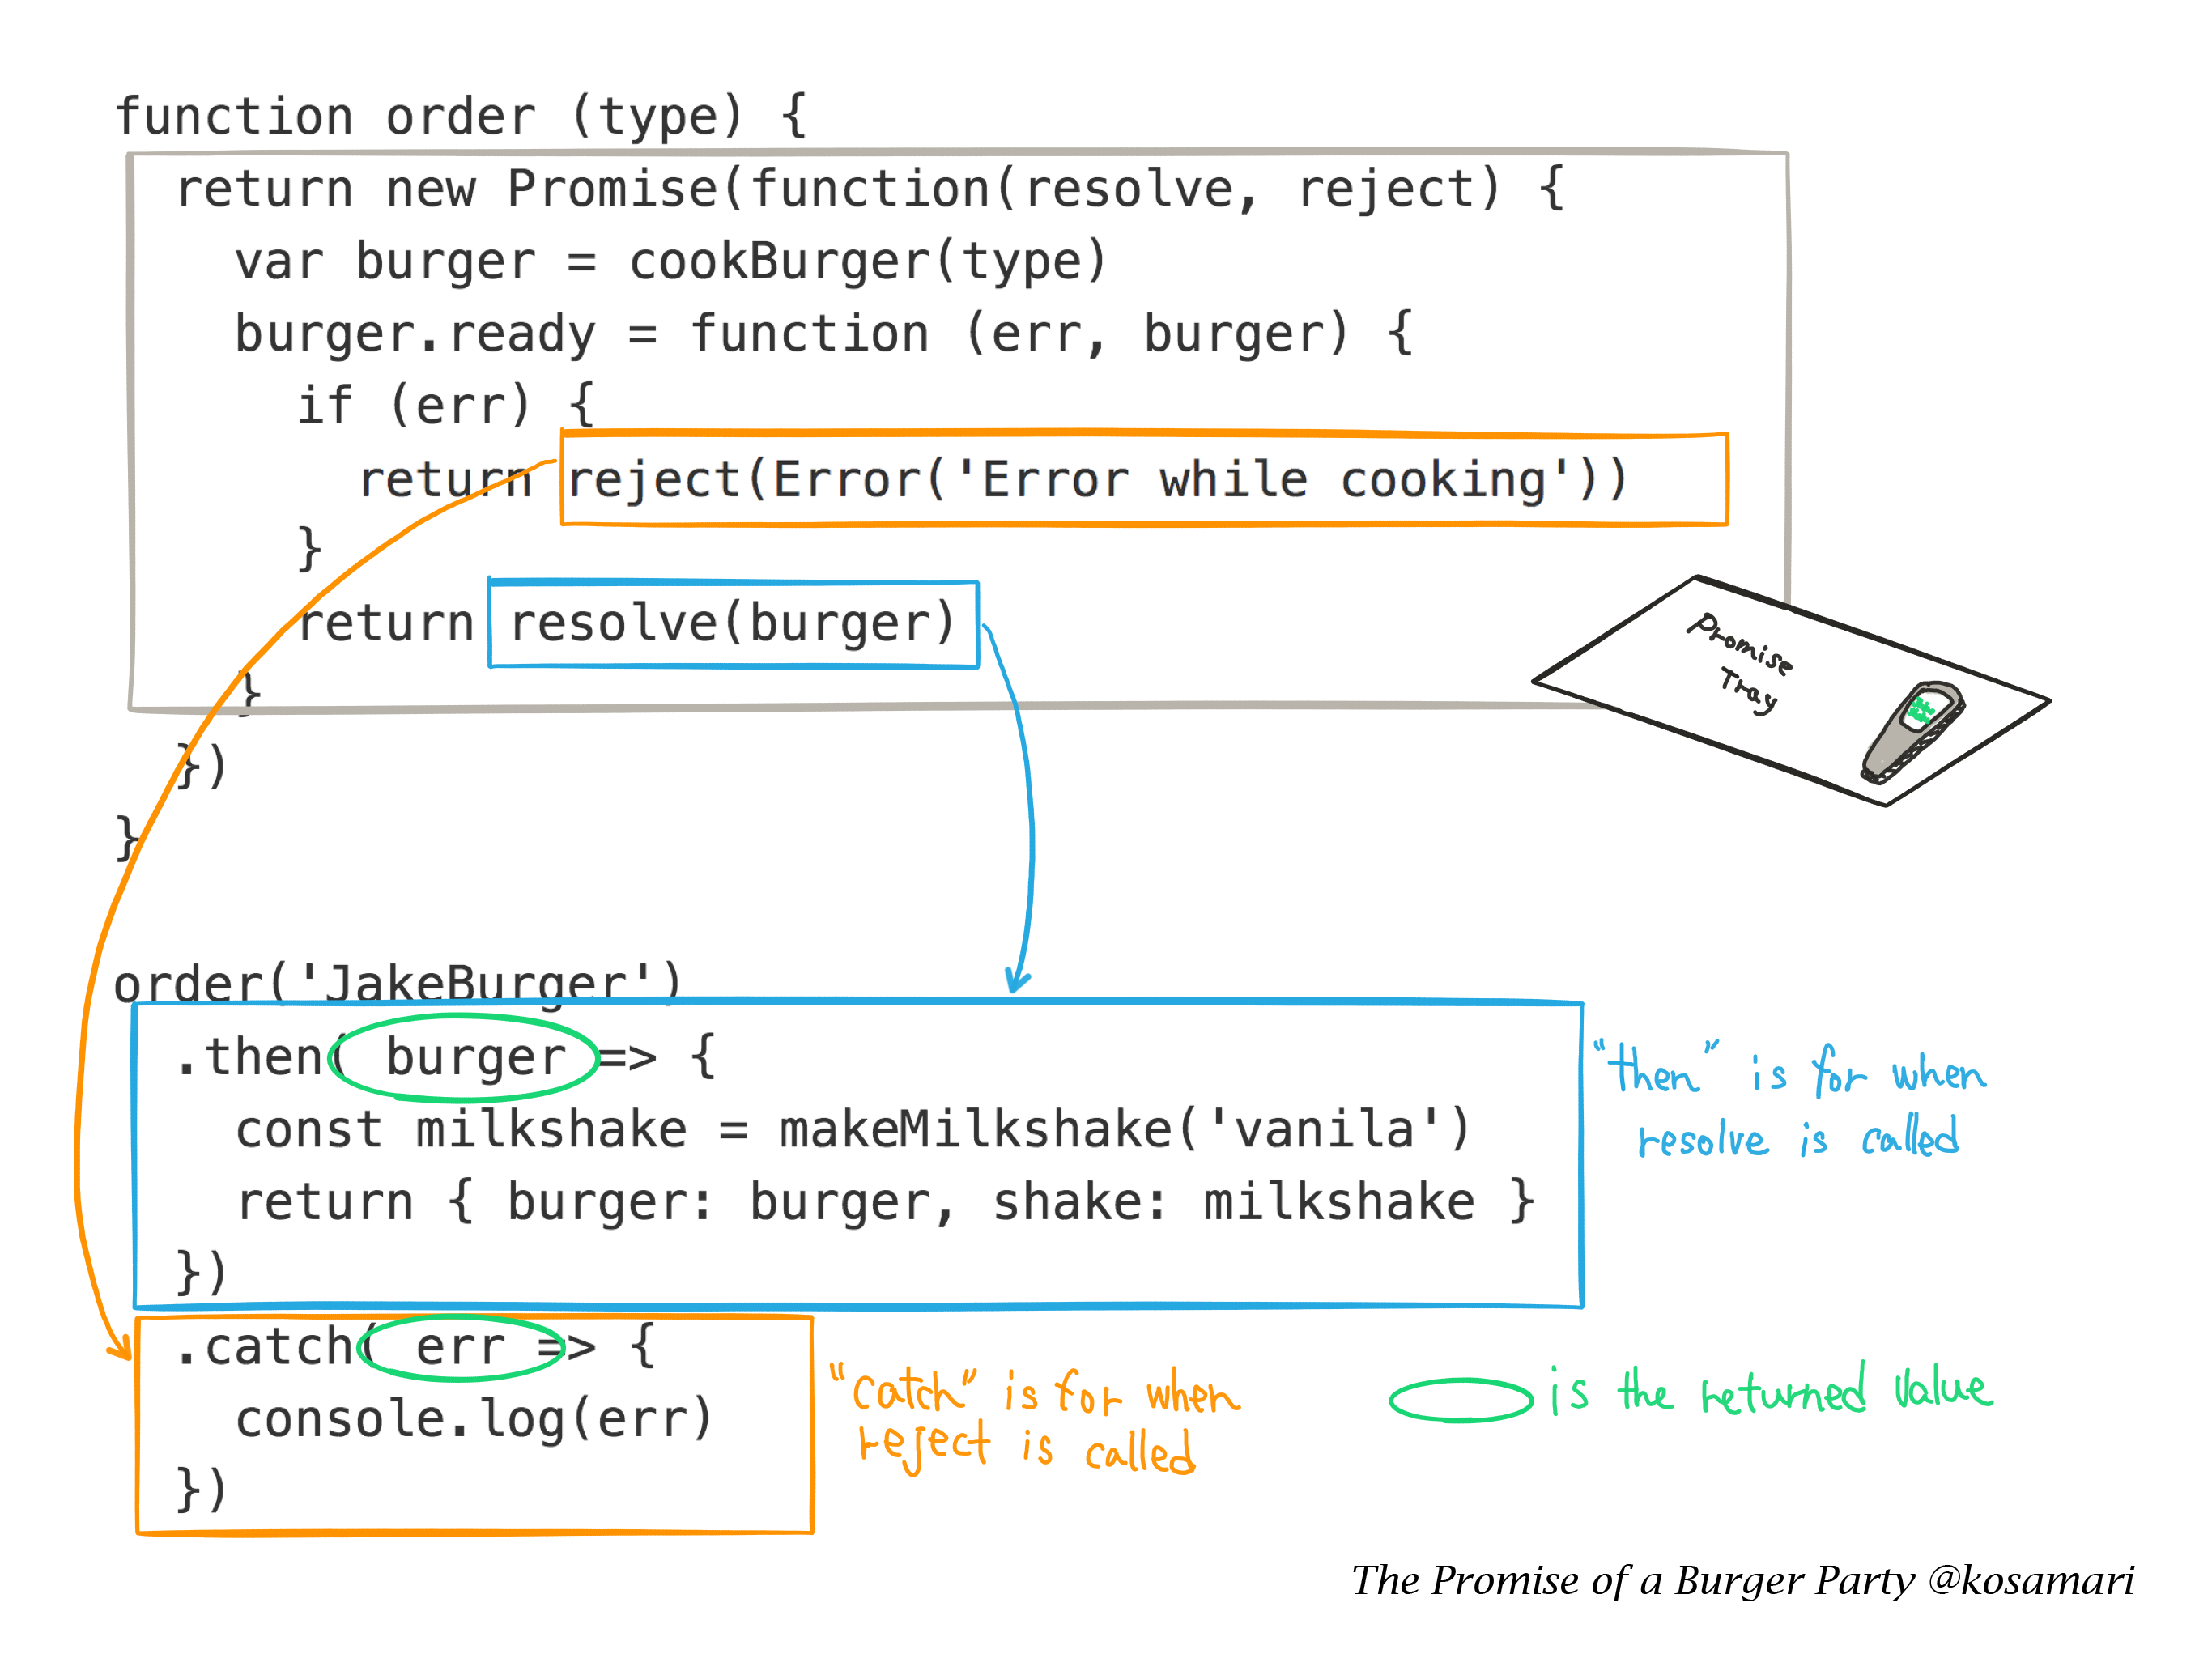 function order (type) {
  return new Promise(function(resolve, reject) {
    var burger = cookBurger(type)
    burger.ready = function (err, burger) {
      if (err) {
        return reject(Error('Error while cooking'))
      }
      return resolve(burger)
    }
  })
}
Promise
Tray
order('JakeBurger')
  .then( burger => {
    const milkshake = makeMilkshake('vanila')
    return { burger: burger, shake: milkshake }
  })
  .catch( err => {
    console.log(err)
  })
"then" is for when
resolve is called
"catch" is for when
reject is called
is the returned value
The Promise of a Burger Party @kosamari